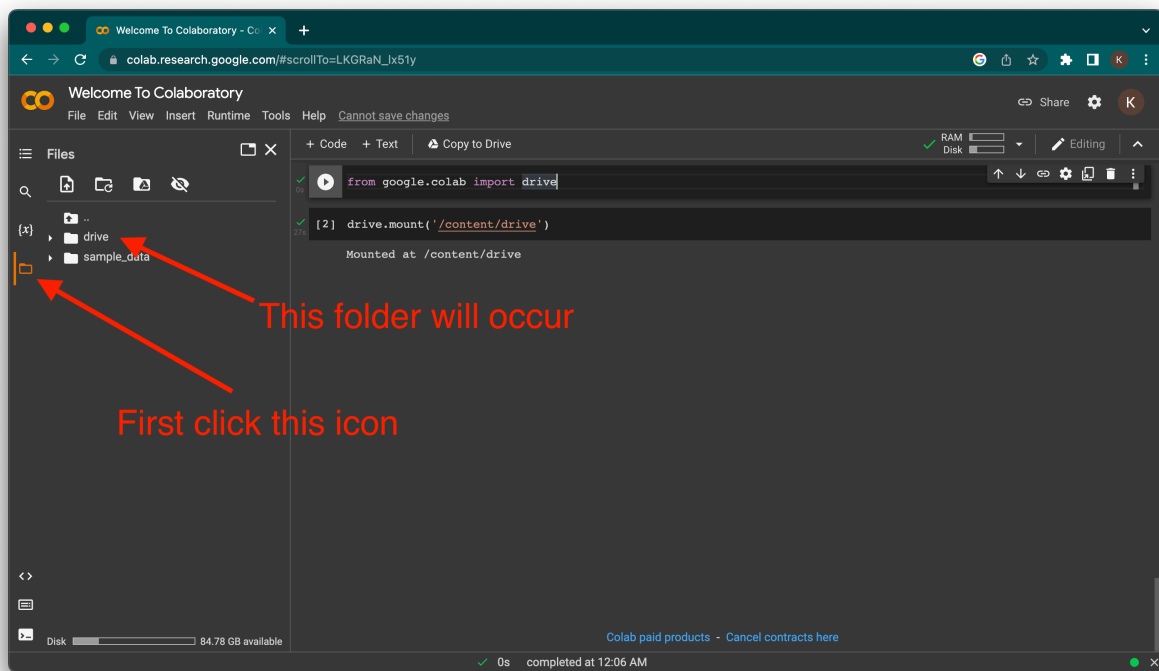 Welcome To Colaboratory - Co
colab.research.google.com/#scrollTo=LKGRaN_lx51y
K
Welcome To Colaboratory
File Edit View Insert Runtime Tools Help Cannot save changes
Share
K
Files
+ Code + Text Copy to Drive
RAM
Disk
Editing
..
drive
sample_data
{x}
0s
from google.colab import drive
27s
[2] drive.mount('/content/drive')
Mounted at /content/drive
This folder will occur
First click this icon
Disk 84.78 GB available
Colab paid products - Cancel contracts here
0s completed at 12:06 AM